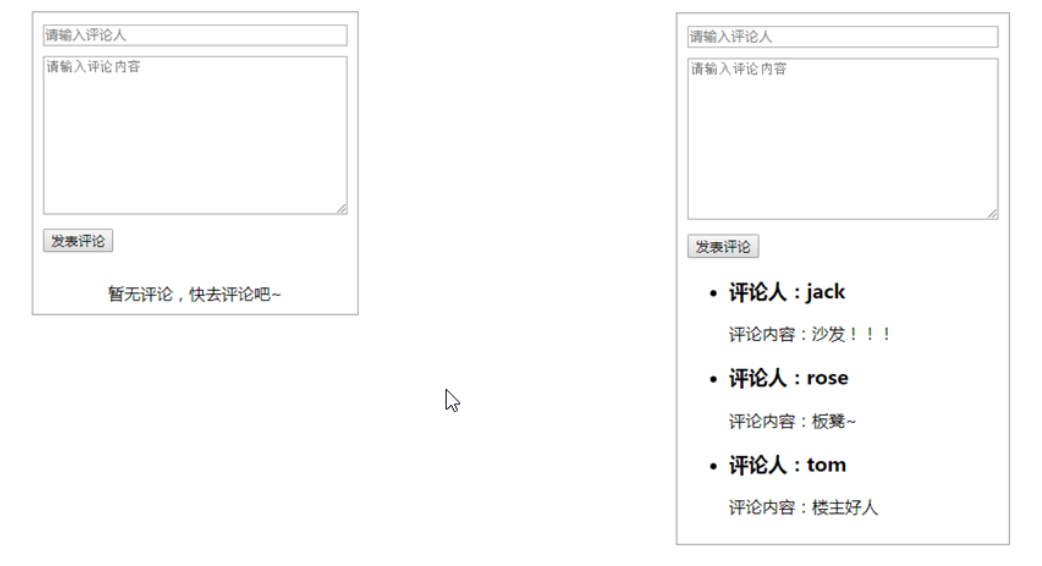 请输入评论人
请输入评论内容
发表评论
暂无评论，快去评论吧~
请输入评论人
请输入评论内容
发表评论
评论人：jack
评论内容：沙发！！！
评论人：rose
评论内容：板凳~
评论人：tom
评论内容：楼主好人